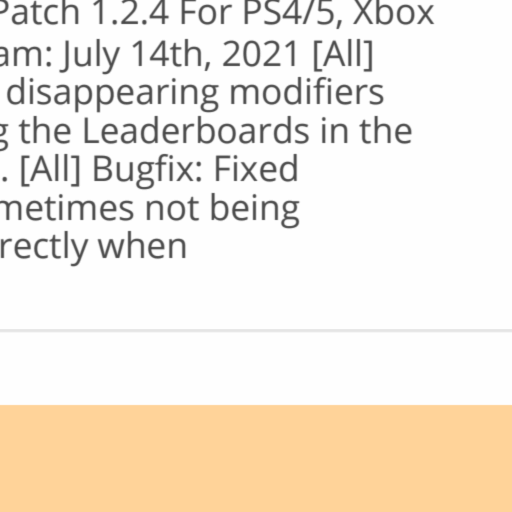 Patch 1.2.4 For PS4/5, Xbox
am: July 14th, 2021 [All]
disappearing modifiers
g the Leaderboards in the
. [All] Bugfix: Fixed
metimes not being
rectly when